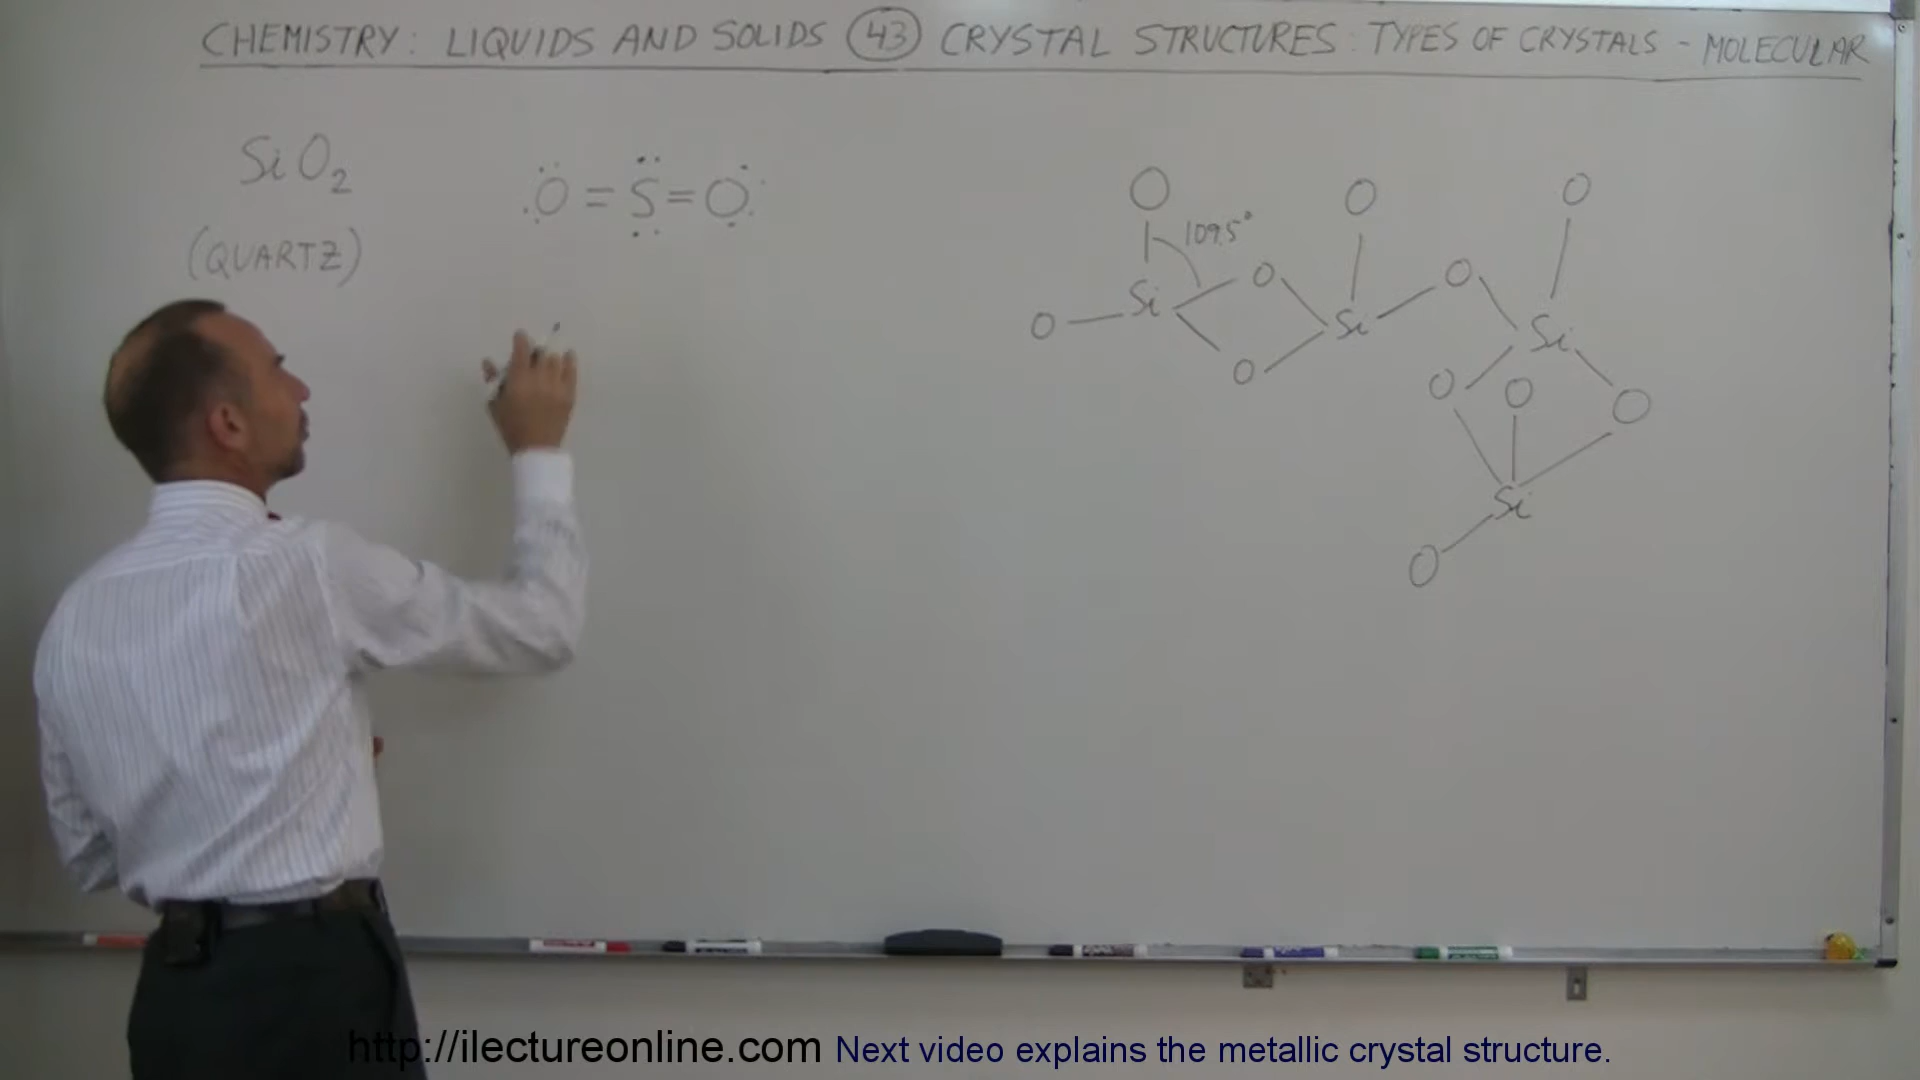 CHEMISTRY: LIQUIDS AND SOLIDS 43 CRYSTAL STRUCTURES: TYPES OF CRYSTALS - MOLECULAR
SiO2
(QUARTZ)
O = S = O
O O O
109.5°
O Si O Si O Si
O O O O
Si
O
http://ilectureonline.com Next video explains the metallic crystal structure.